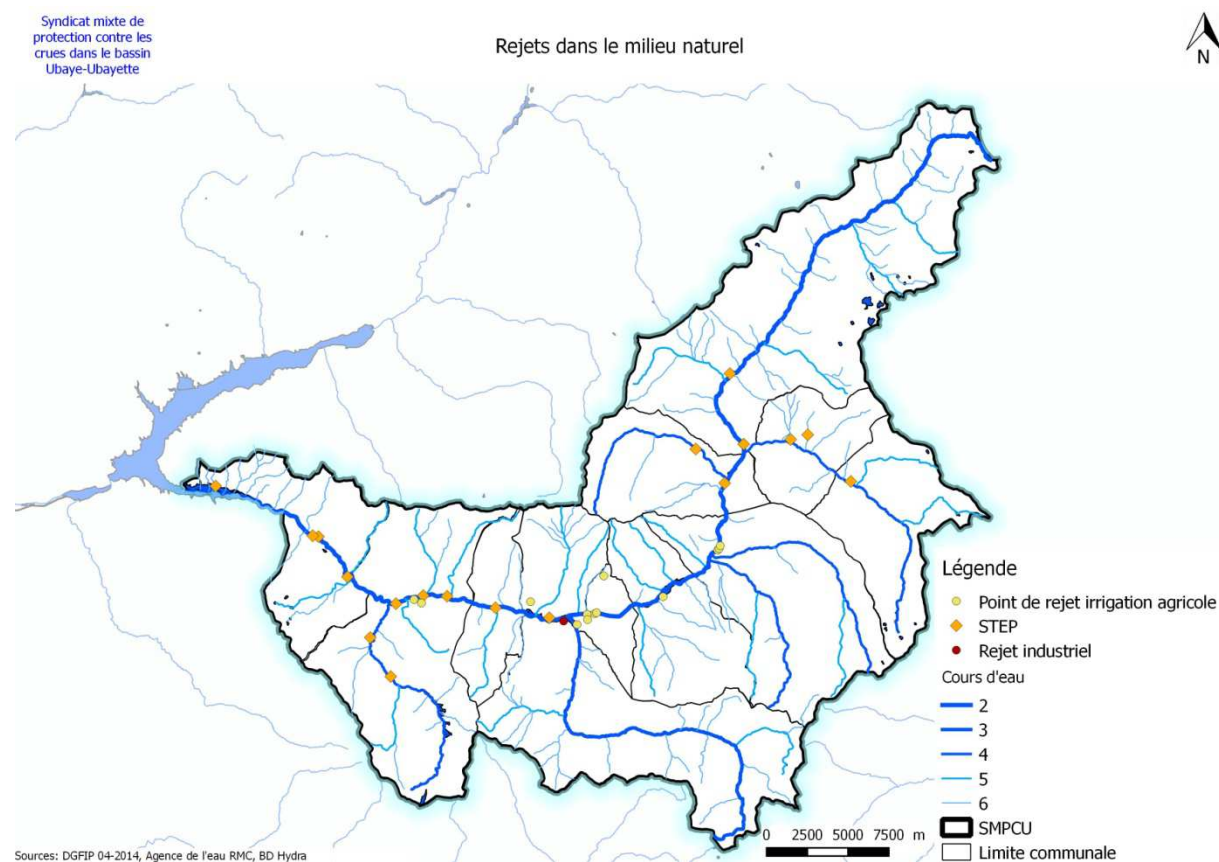 Syndicat mixte de
protection contre les
crues dans le bassin
Ubaye-Ubayette
Rejets dans le milieu naturel
N
Légende
Point de rejet irrigation agricole
STEP
Rejet industriel
Cours d'eau
2
3
4
5
6
SMPCU
Limite communale
0 2500 5000 7500 m
Sources: DGFIP 04-2014, Agence de l'eau RMC, BD Hydra